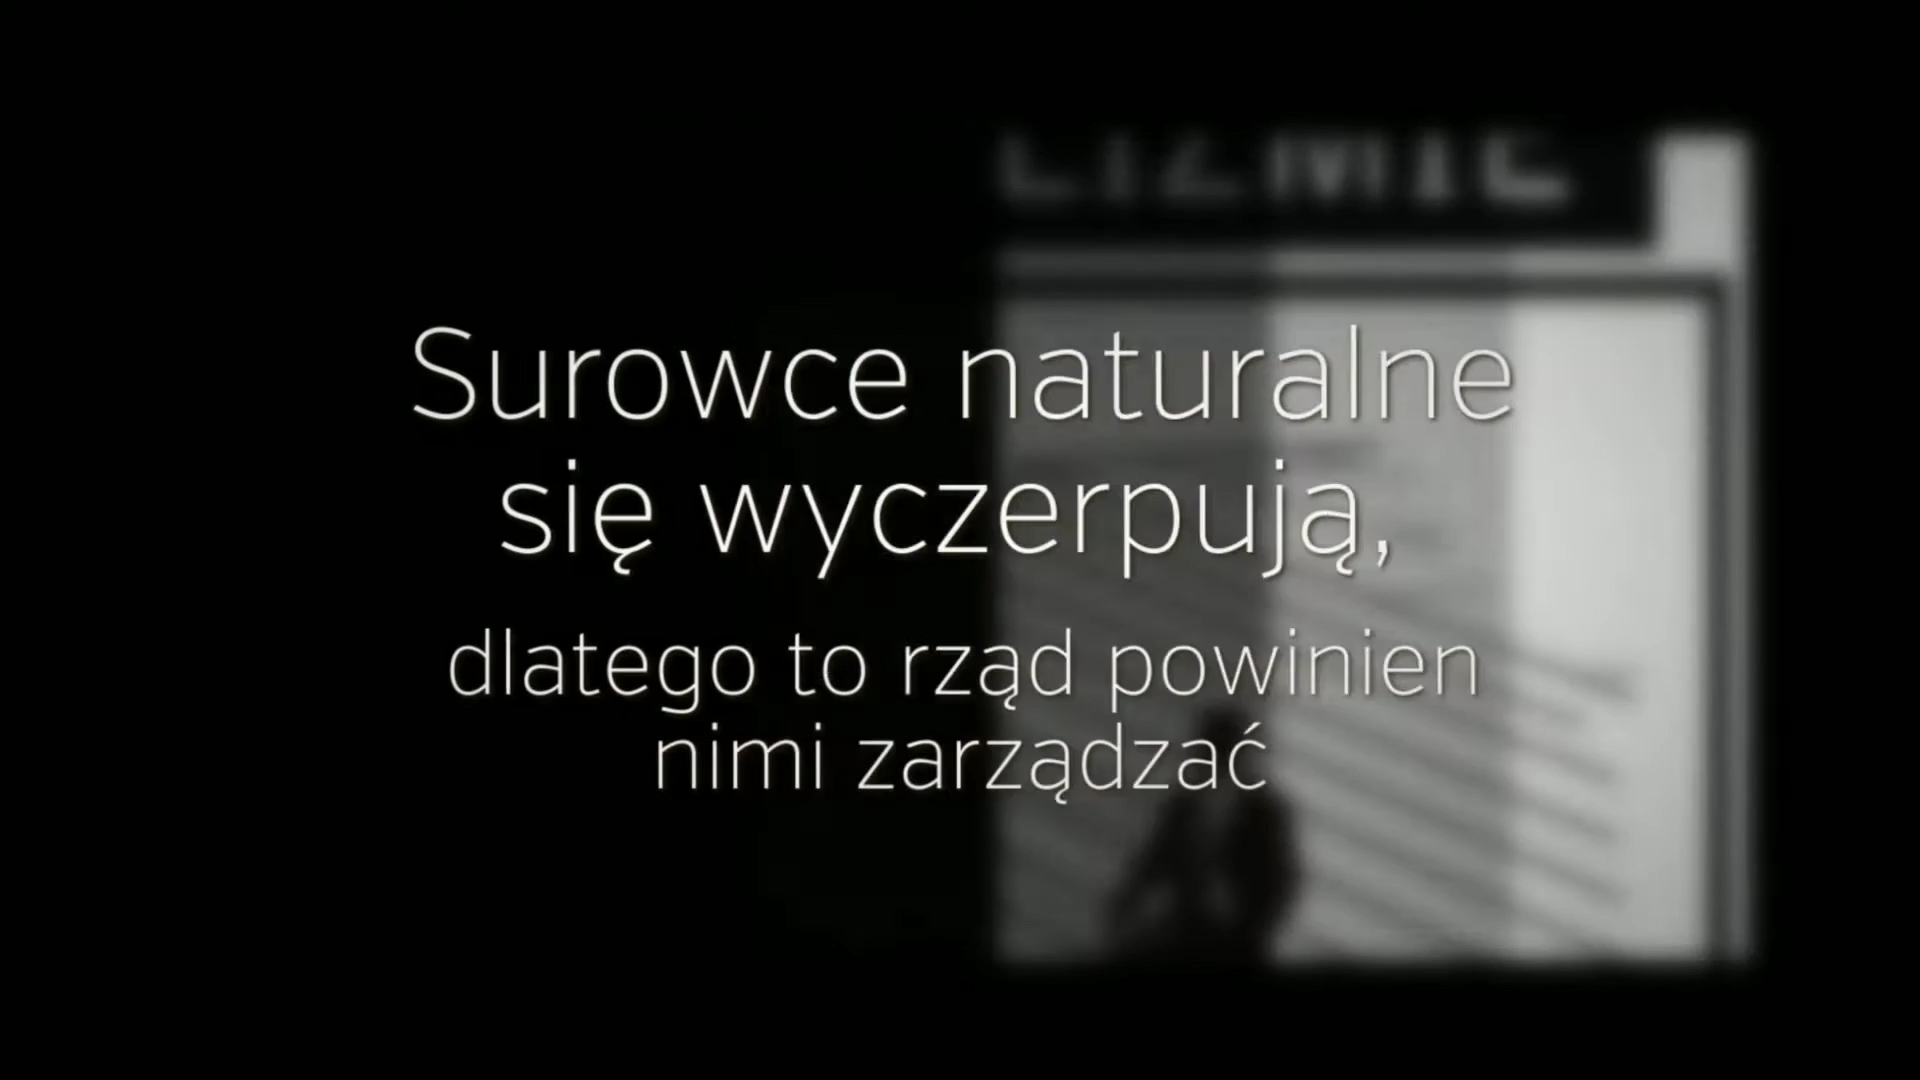 Surowce naturalne
się wyczerpują,
dlatego to rząd powinien
nimi zarządzać